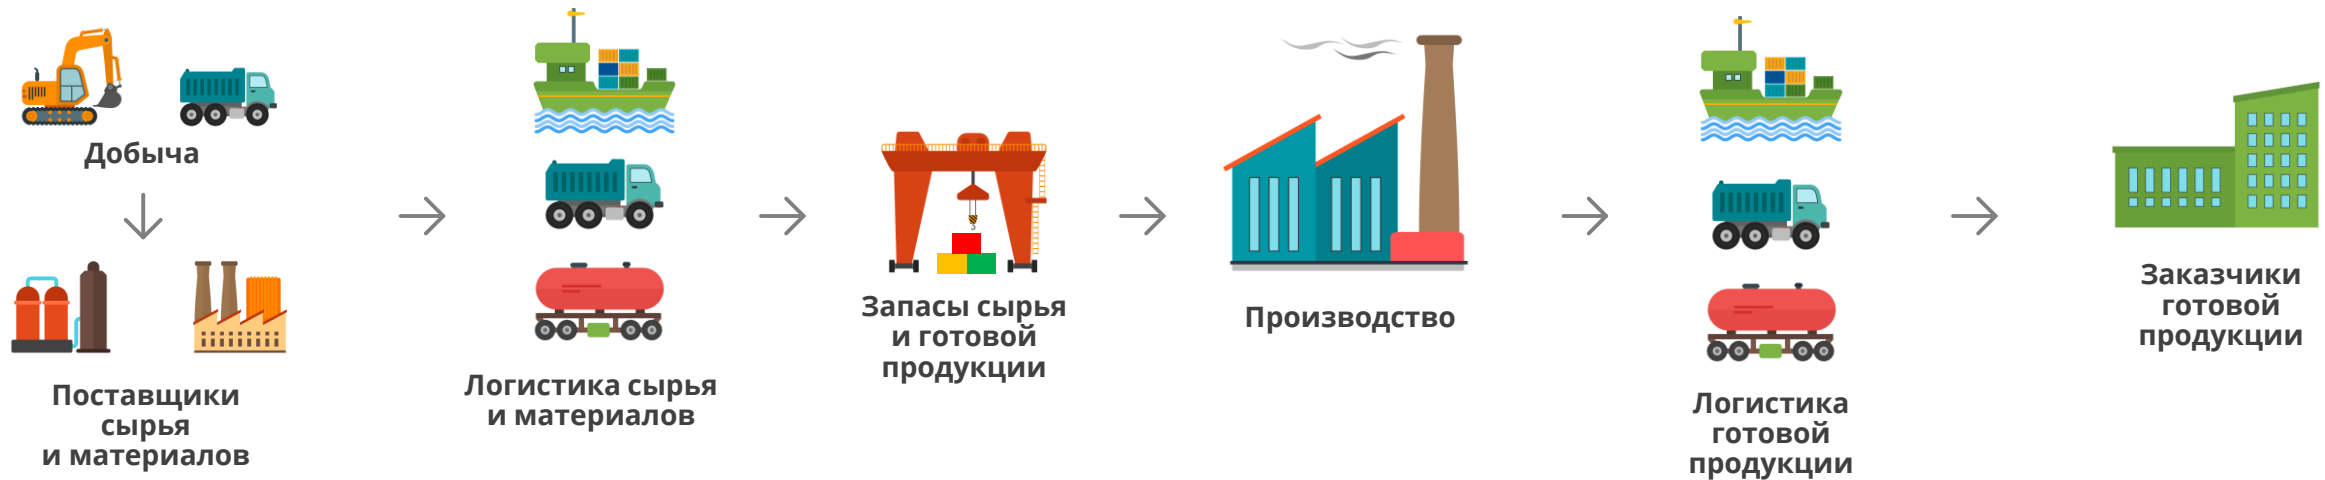 Добыча
Поставщики
сырья
и материалов
Логистика сырья
и материалов
Запасы сырья
и готовой
продукции
Производство
Логистика
готовой
продукции
Заказчики
готовой
продукции